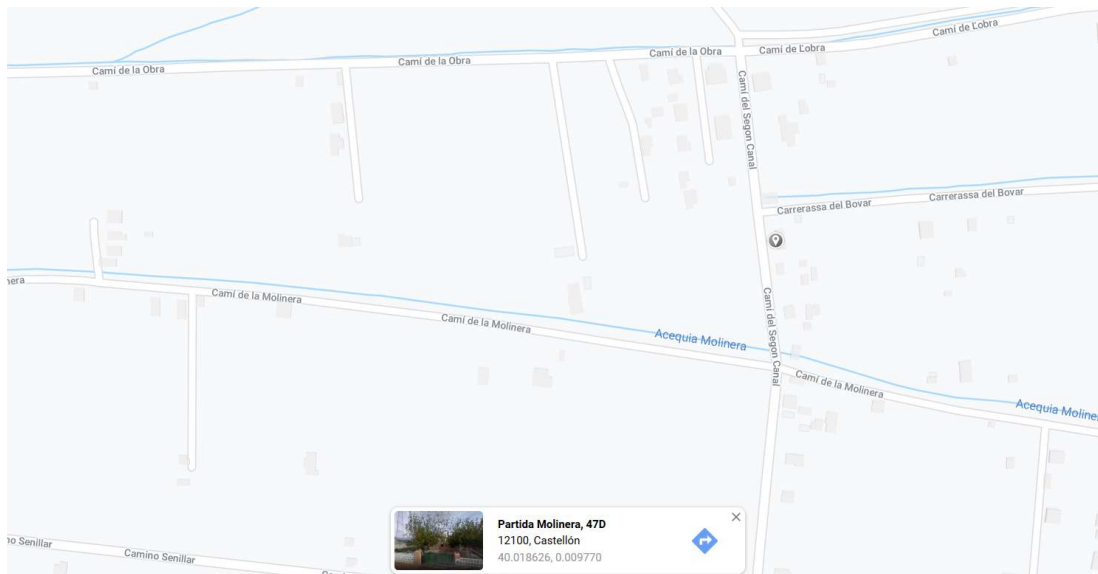 Camí de L'obra
Camí de la Obra
Camí de la Obra
Camí de la Obra
Camí de L'obra
Camí del Segon Canal
Carrerassa del Bovar
Carrerassa del Bovar
nera
Camí de la Molinera
Camí de la Molinera
Camí del Segon Canal
Acequia Molinera
Camí de la Molinera
Acequia Moline
Partida Molinera, 47D
12100, Castellón
40.018626, 0.009770
no Senillar
Camino Senillar